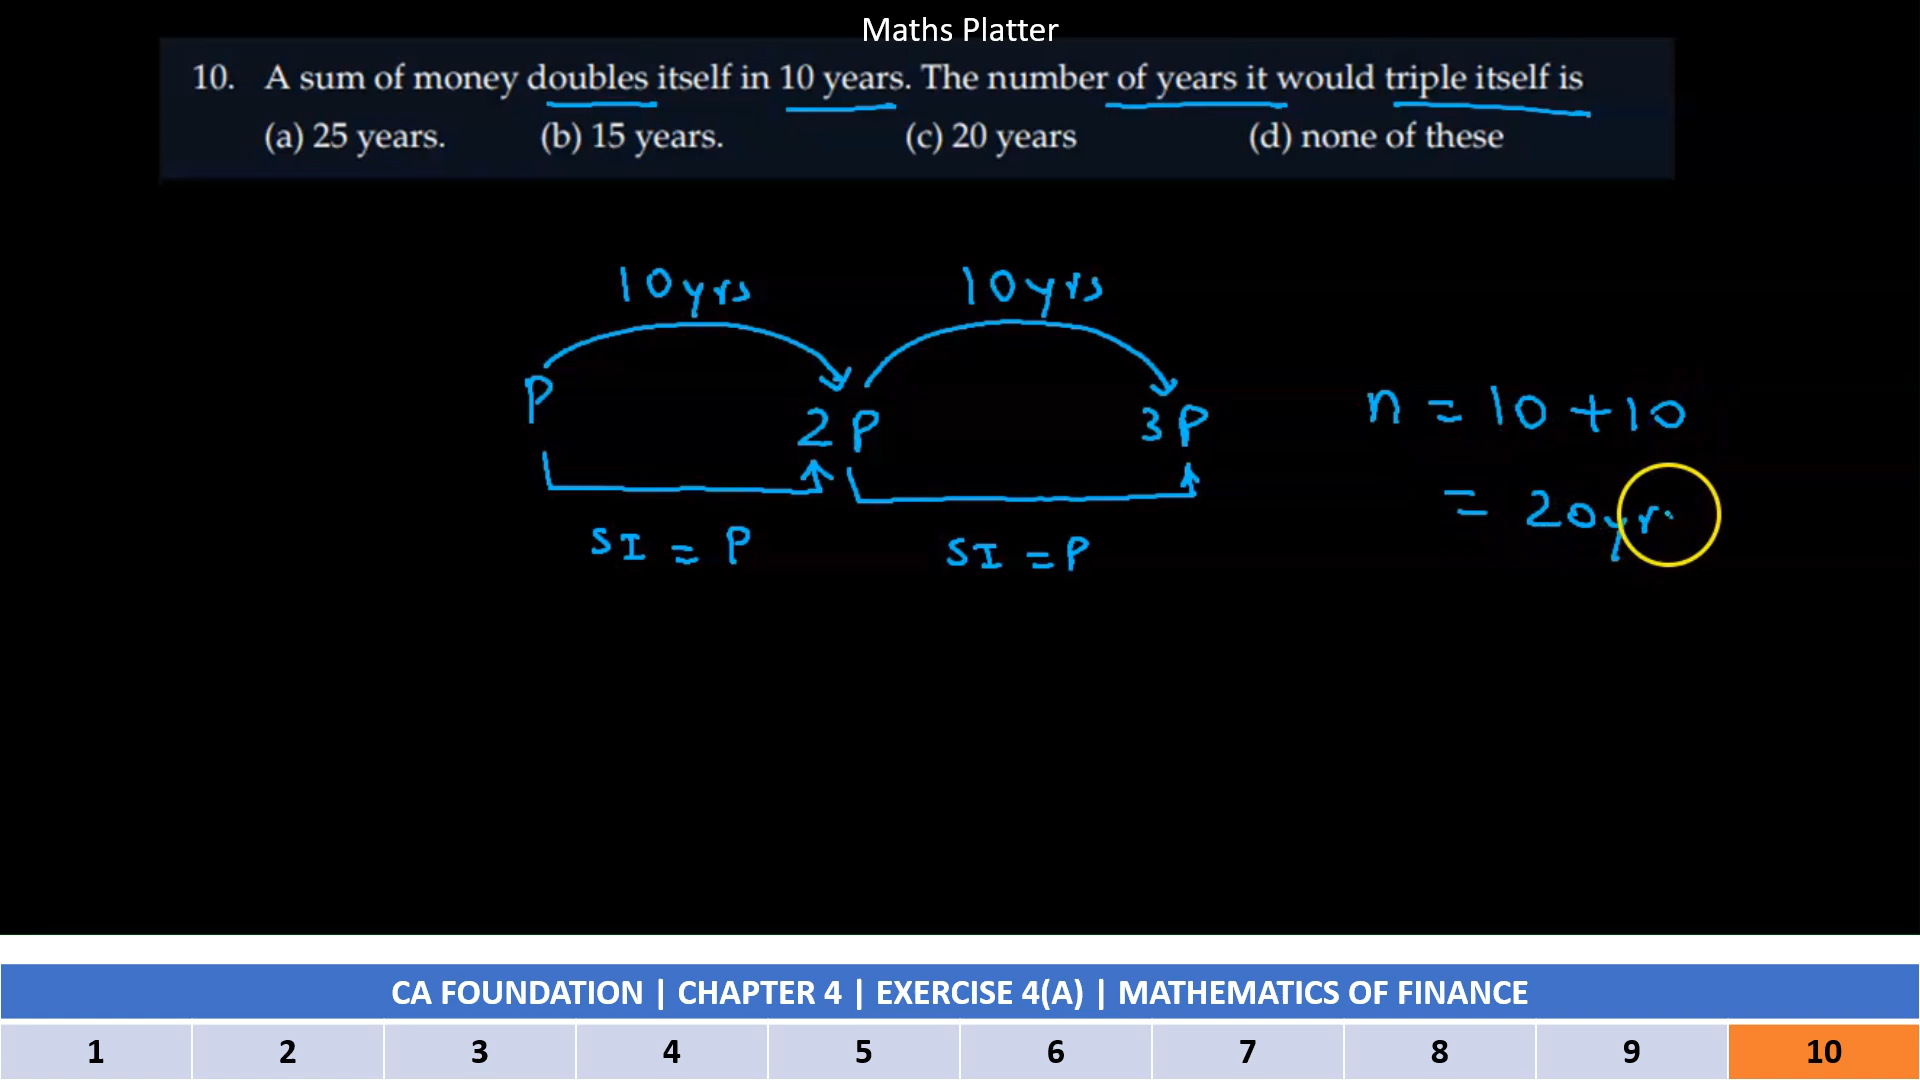 Maths Platter
10. A sum of money doubles itself in 10 years. The number of years it would triple itself is
(a) 25 years. (b) 15 years. (c) 20 years (d) none of these
10yrs 10yrs
P 2P 3P
n = 10 + 10
= 20yr
SI = P SI = P
CA FOUNDATION | CHAPTER 4 | EXERCISE 4(A) | MATHEMATICS OF FINANCE
1 2 3 4 5 6 7 8 9 10